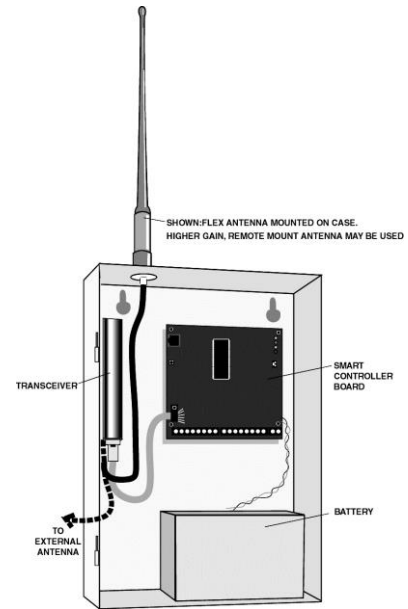 SHOWN:FLEX ANTENNA MOUNTED ON CASE.
HIGHER GAIN, REMOTE MOUNT ANTENNA MAY BE USED
TRANSCEIVER
SMART
CONTROLLER
BOARD
BATTERY
TO
EXTERNAL
ANTENNA